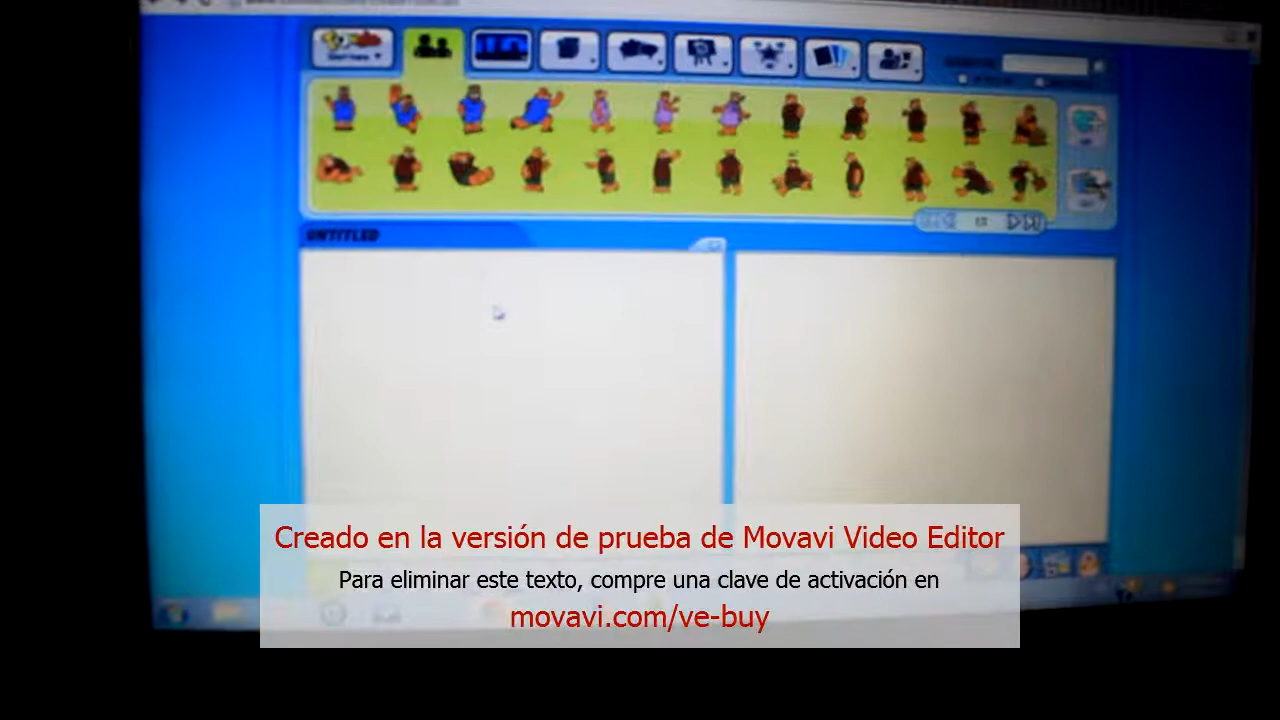 UNTITLED
Creado en la versión de prueba de Movavi Video Editor
Para eliminar este texto, compre una clave de activación en
movavi.com/ve-buy